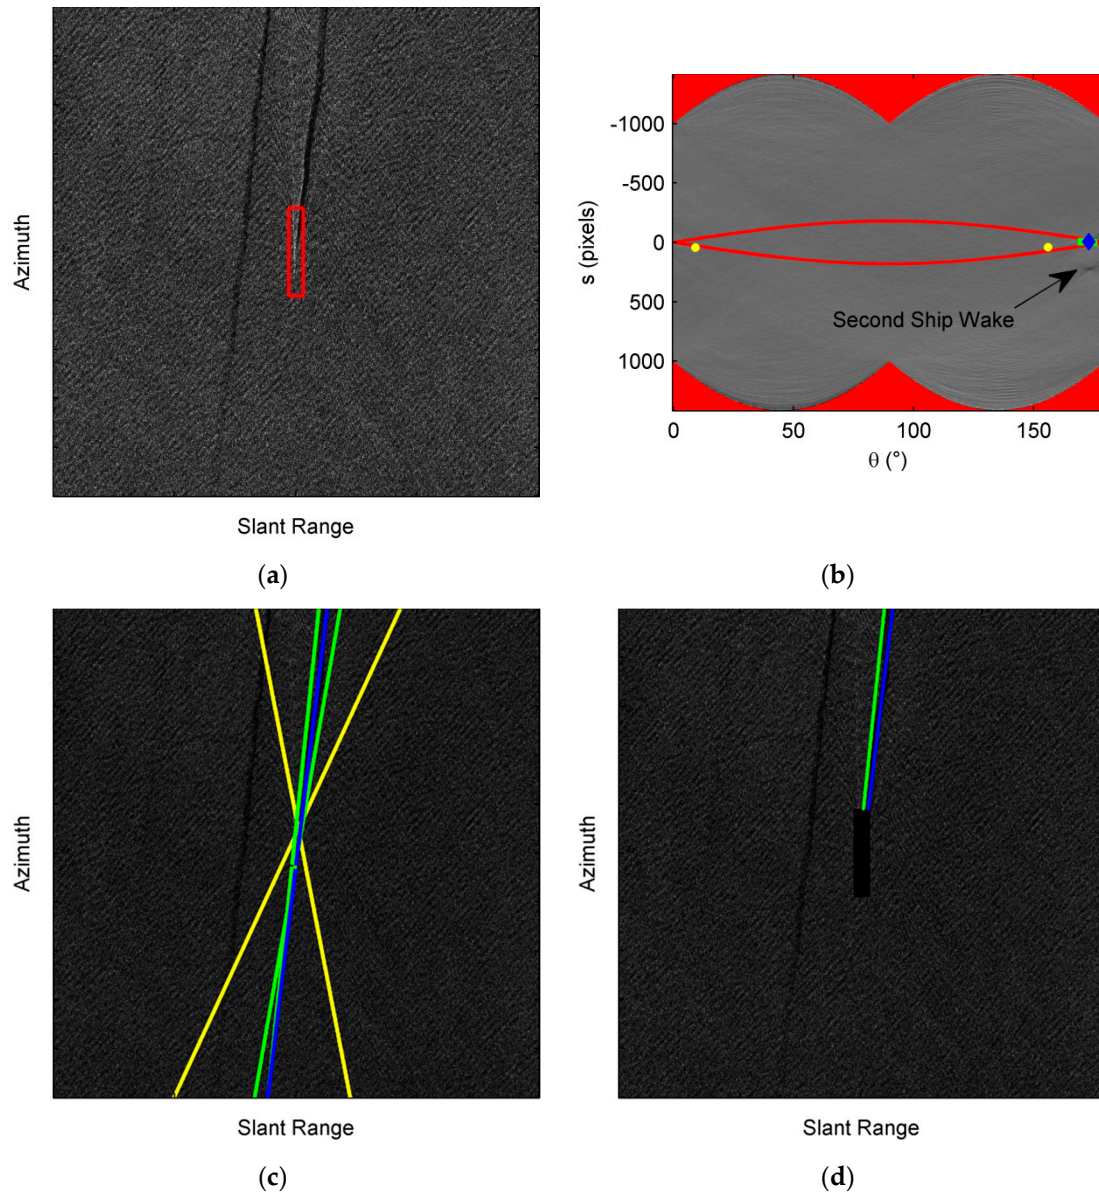 Azimuth
Slant Range
(a)
s (pixels)
-1000
-500
0
500
1000
Second Ship Wake
0
50
100
150
θ (°)
(b)
Azimuth
Slant Range
(c)
Azimuth
Slant Range
(d)